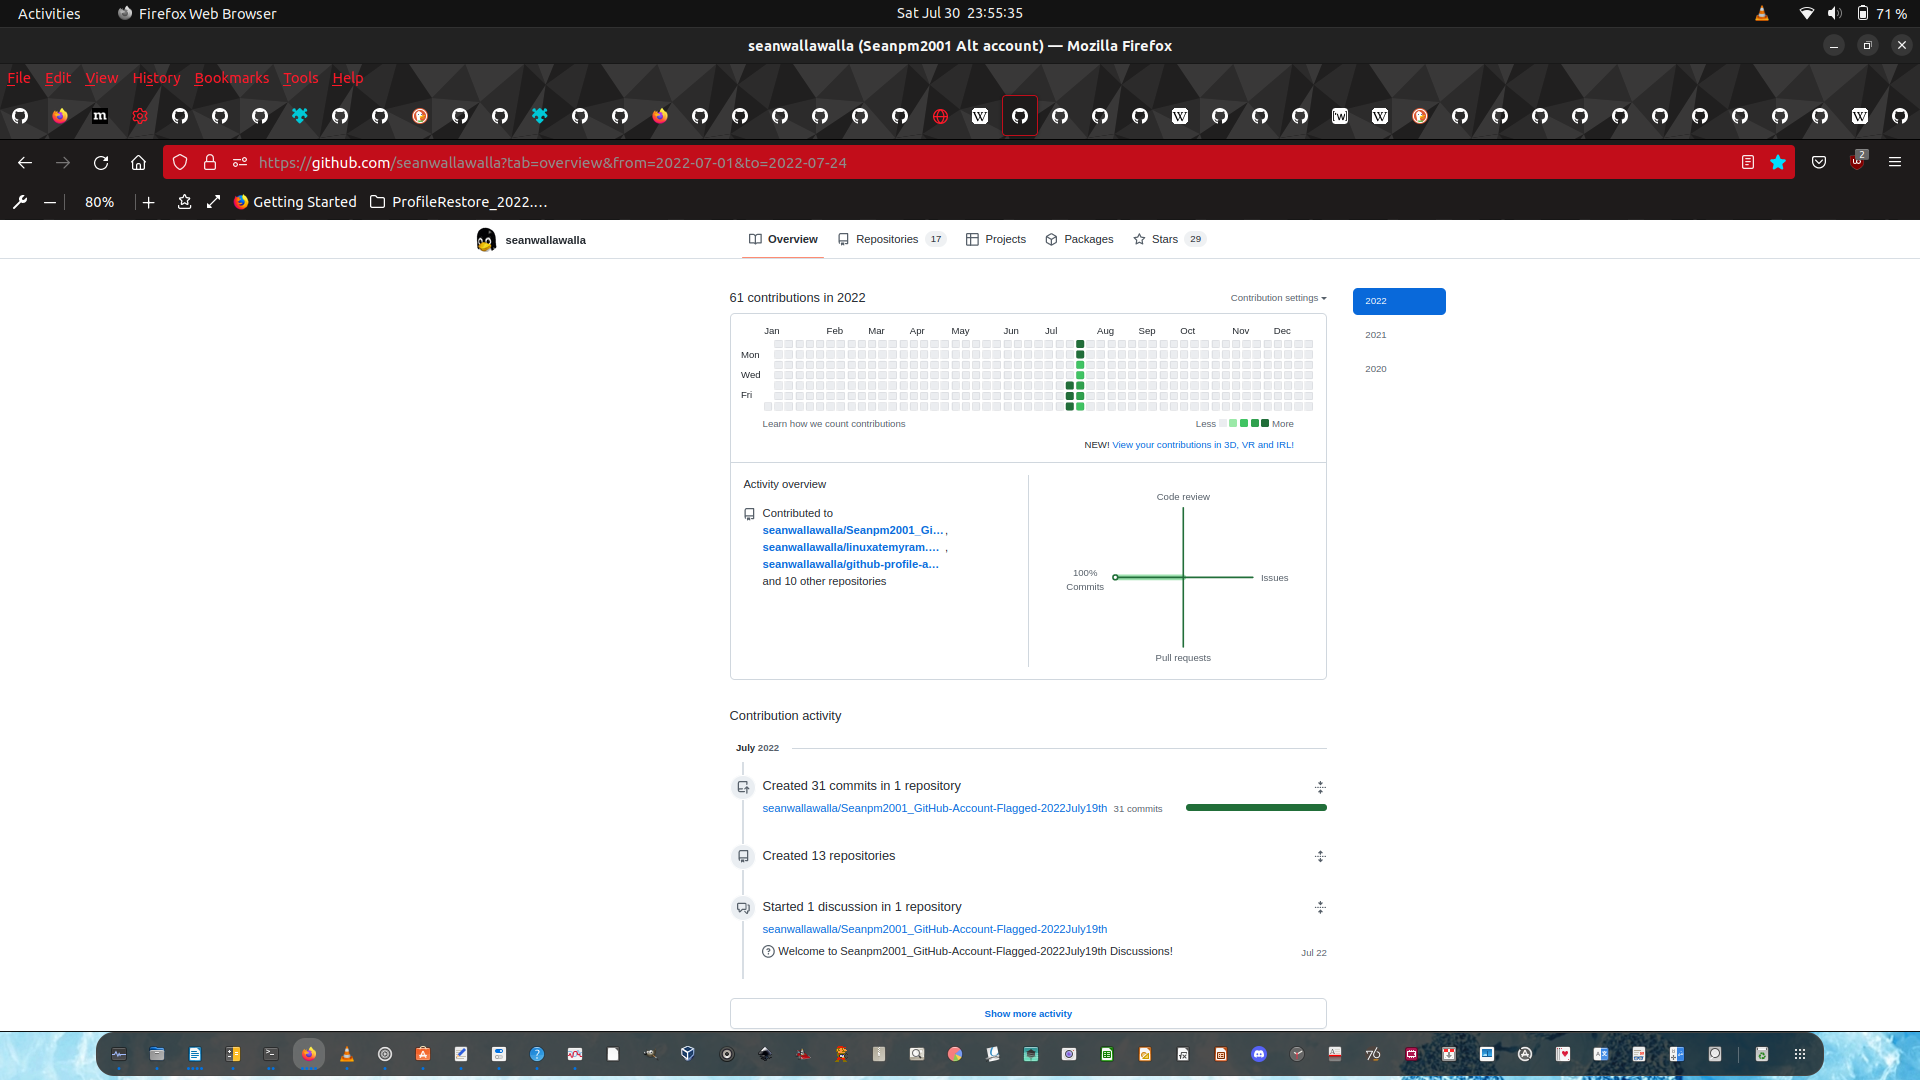 Activities
Firefox Web Browser
Sat Jul 30 23:55:35
71 %
seanwallawalla (Seanpm2001 Alt account) — Mozilla Firefox
File Edit View History Bookmarks Tools Help
https://github.com/seanwallawalla?tab=overview&from=2022-07-01&to=2022-07-24
2
80%
Getting Started
ProfileRestore_2022....
seanwallawalla
Overview
Repositories 17
Projects
Packages
Stars 29
61 contributions in 2022
Contribution settings
2022
2021
2020
Jan Feb Mar Apr May Jun Jul Aug Sep Oct Nov Dec
Mon
Wed
Fri
Learn how we count contributions
Less
More
NEW! View your contributions in 3D, VR and IRL!
Activity overview
Contributed to
seanwallawalla/Seanpm2001_Gi... ,
seanwallawalla/linuxatemyram.... ,
seanwallawalla/github-profile-a...
and 10 other repositories
Code review
100%
Commits
Issues
Pull requests
Contribution activity
July 2022
Created 31 commits in 1 repository
seanwallawalla/Seanpm2001_GitHub-Account-Flagged-2022July19th 31 commits
Created 13 repositories
Started 1 discussion in 1 repository
seanwallawalla/Seanpm2001_GitHub-Account-Flagged-2022July19th
Welcome to Seanpm2001_GitHub-Account-Flagged-2022July19th Discussions!
Jul 22
Show more activity